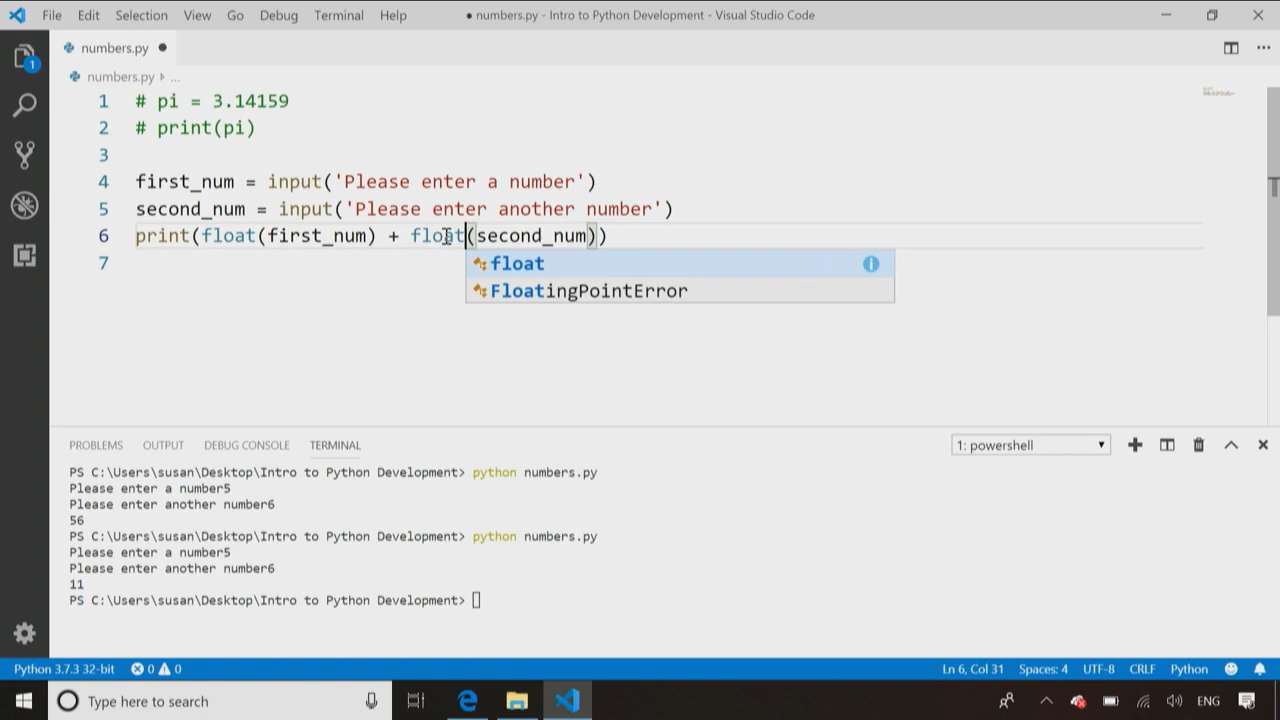 File Edit Selection View Go Debug Terminal Help
● numbers.py - Intro to Python Development - Visual Studio Code
numbers.py ●
numbers.py ...
1 # pi = 3.14159
2 # print(pi)
3
4 first_num = input('Please enter a number')
5 second_num = input('Please enter another number')
6 print(float(first_num) + float(second_num))
float
FloatingPointError
7
PROBLEMS OUTPUT DEBUG CONSOLE TERMINAL 1: powershell
PS C:\Users\susan\Desktop\Intro to Python Development> python numbers.py
Please enter a number5
Please enter another number6
56
PS C:\Users\susan\Desktop\Intro to Python Development> python numbers.py
Please enter a number5
Please enter another number6
11
PS C:\Users\susan\Desktop\Intro to Python Development>
Python 3.7.3 32-bit 0 0 Ln 6, Col 31 Spaces: 4 UTF-8 CRLF Python
Type here to search ENG
1